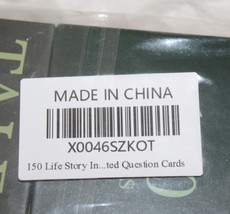 MADE IN CHINA
X0046SZKOT
150 Life Story In...ted Question Cards